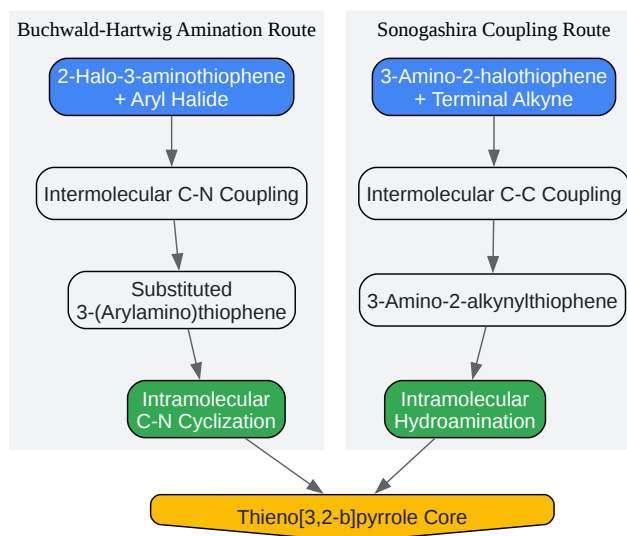 Buchwald-Hartwig Amination Route
2-Halo-3-aminothiophene
+ Aryl Halide
Intermolecular C-N Coupling
Substituted
3-(Arylamino)thiophene
Intramolecular
C-N Cyclization
Sonogashira Coupling Route
3-Amino-2-halothiophene
+ Terminal Alkyne
Intermolecular C-C Coupling
3-Amino-2-alkynylthiophene
Intramolecular
Hydroamination
Thieno[3,2-b]pyrrole Core